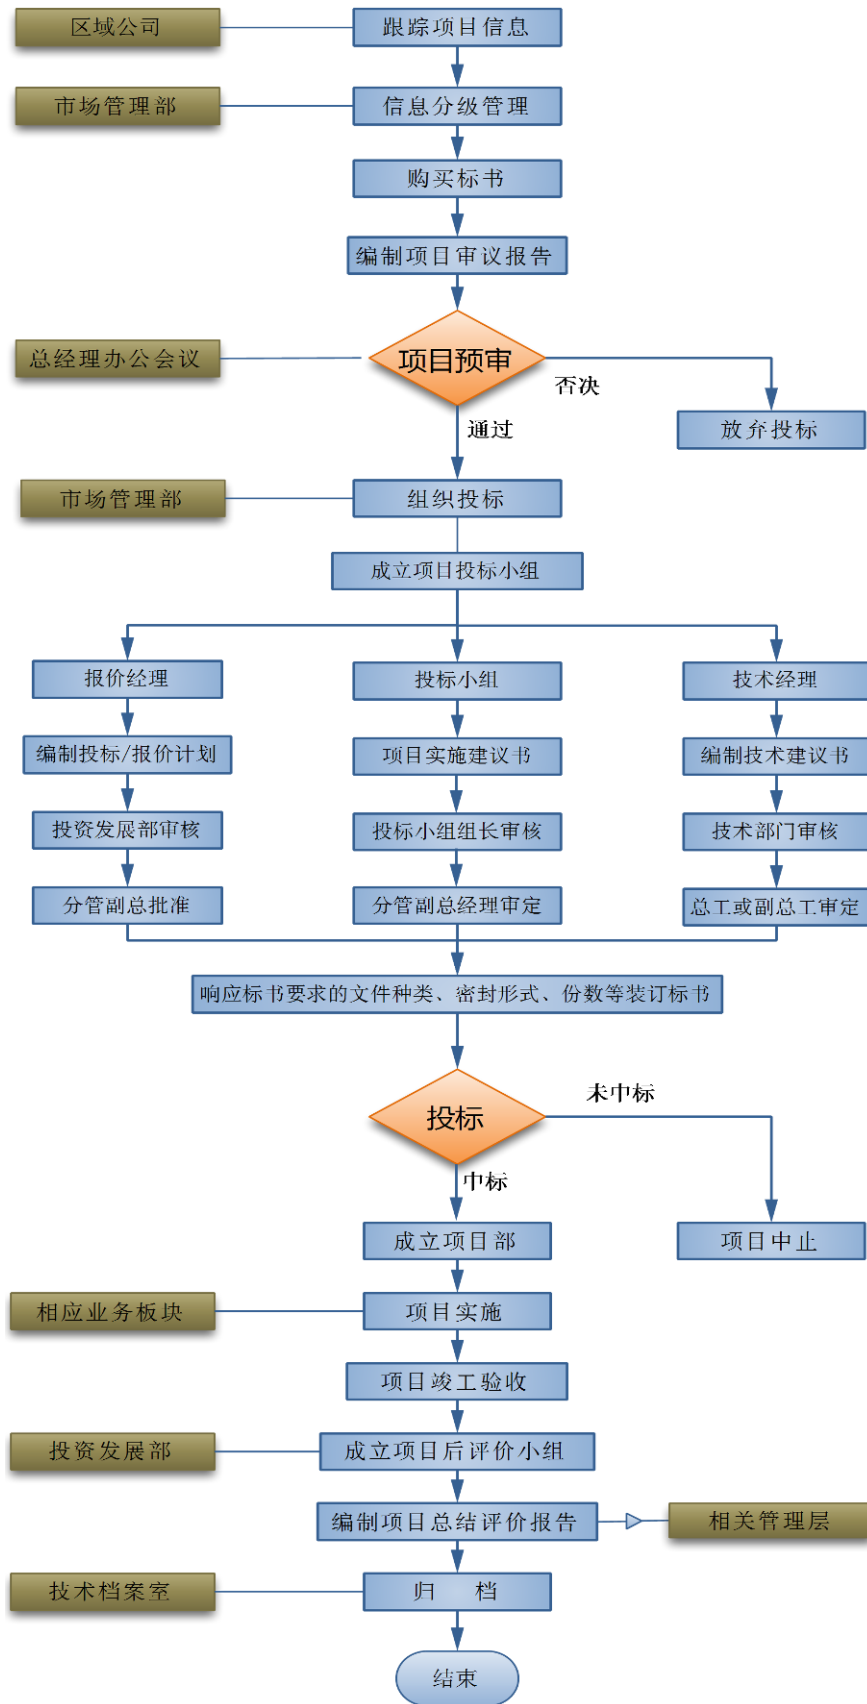 区域公司
跟踪项目信息
市场管理部
信息分级管理
购买标书
编制项目审议报告
总经理办公会议
项目预审
否决
通过
放弃投标
市场管理部
组织投标
成立项目投标小组
报价经理
投标小组
技术经理
编制投标/报价计划
项目实施建议书
编制技术建议书
投资发展部审核
投标小组组长审核
技术部门审核
分管副总批准
分管副总经理审定
总工或副总工审定
响应标书要求的文件种类、密封形式、份数等装订标书
投标
未中标
中标
成立项目部
项目中止
相应业务板块
项目实施
项目竣工验收
投资发展部
成立项目后评价小组
编制项目总结评价报告
相关管理层
技术档案室
归 档
结束